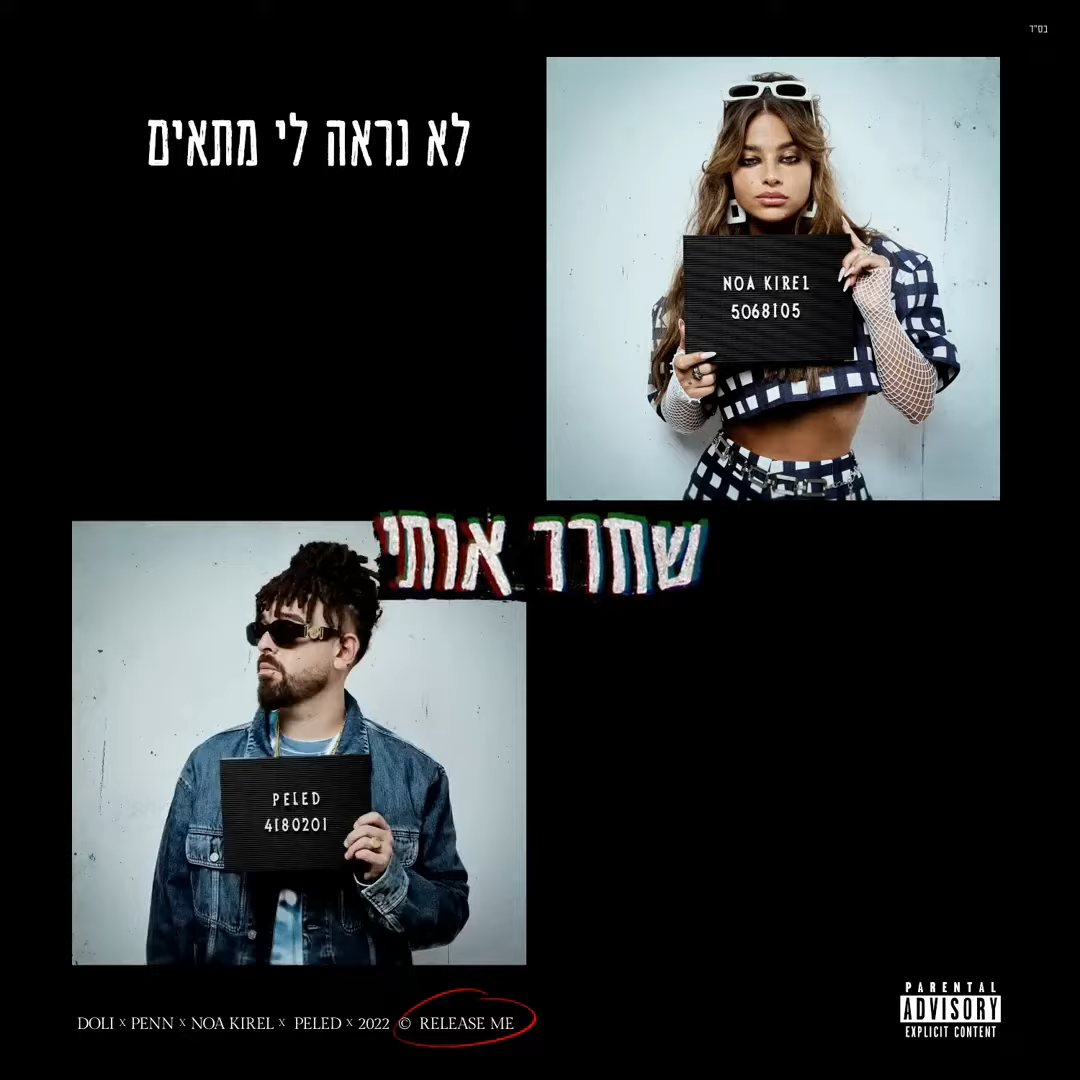 בס״ד
לא נראה לי מתאים
NOA KIREL
5068105
שחרר אותי
PELED
4180201
DOLI x PENN x NOA KIREL x PELED x 2022 © RELEASE ME
PARENTAL
ADVISORY
EXPLICIT CONTENT